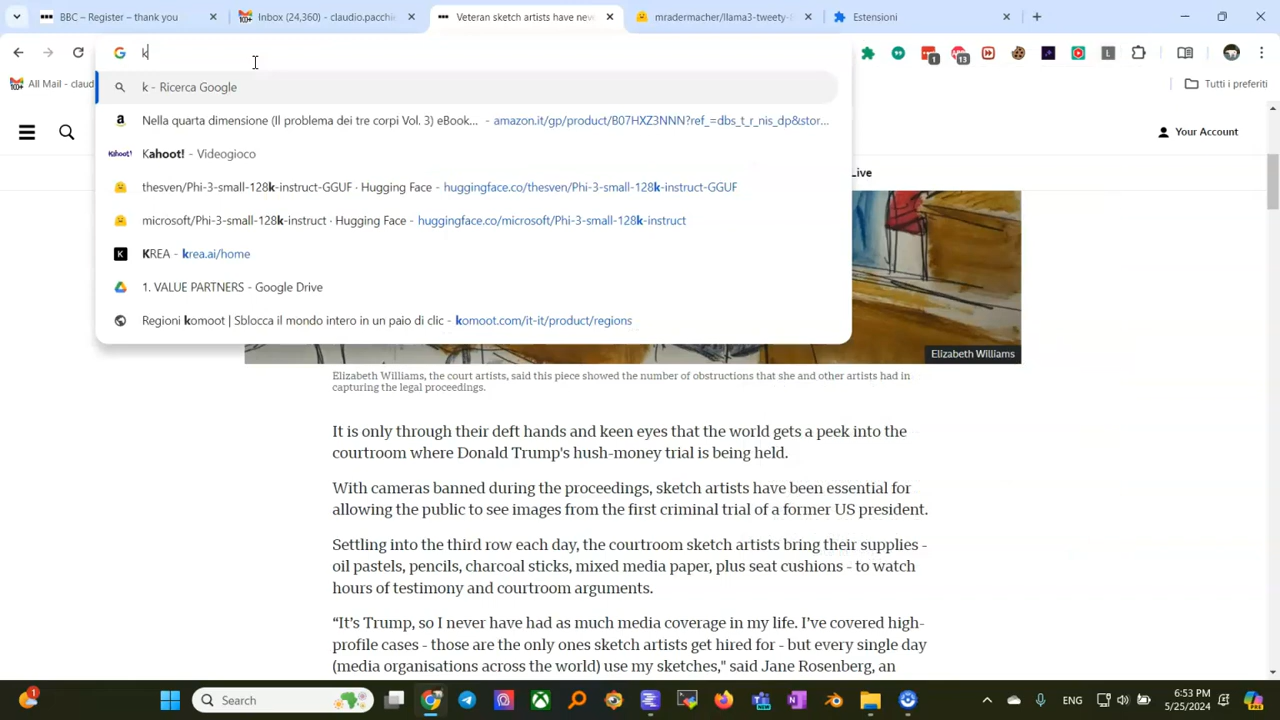 BBC – Register – thank you
Inbox (24,360) - claudio.pacchie
Veteran sketch artists have nev
mradermacher/llama3-tweety-8
Estensioni
k
1
13
L
All Mail - claud
Tutti i preferiti
k - Ricerca Google
Nella quarta dimensione (Il problema dei tre corpi Vol. 3) eBook... - amazon.it/gp/product/B07HXZ3NNN?ref_=dbs_t_r_nis_dp&stor...
Kahoot! Kahoot! - Videogioco
thesven/Phi-3-small-128k-instruct-GGUF · Hugging Face - huggingface.co/thesven/Phi-3-small-128k-instruct-GGUF
microsoft/Phi-3-small-128k-instruct · Hugging Face - huggingface.co/microsoft/Phi-3-small-128k-instruct
K KREA - krea.ai/home
1. VALUE PARTNERS - Google Drive
Regioni komoot | Sblocca il mondo intero in un paio di clic - komoot.com/it-it/product/regions
Your Account
Live
Elizabeth Williams
Elizabeth Williams, the court artists, said this piece showed the number of obstructions that she and other artists had in
capturing the legal proceedings.
It is only through their deft hands and keen eyes that the world gets a peek into the
courtroom where Donald Trump's hush-money trial is being held.
With cameras banned during the proceedings, sketch artists have been essential for
allowing the public to see images from the first criminal trial of a former US president.
Settling into the third row each day, the courtroom sketch artists bring their supplies -
oil pastels, pencils, charcoal sticks, mixed media paper, plus seat cushions - to watch
hours of testimony and courtroom arguments.
“It’s Trump, so I never have had as much media coverage in my life. I’ve covered high-
profile cases - those are the only ones sketch artists get hired for - but every single day
(media organisations across the world) use my sketches," said Jane Rosenberg, an
1
Search
ENG
6:53 PM
5/25/2024